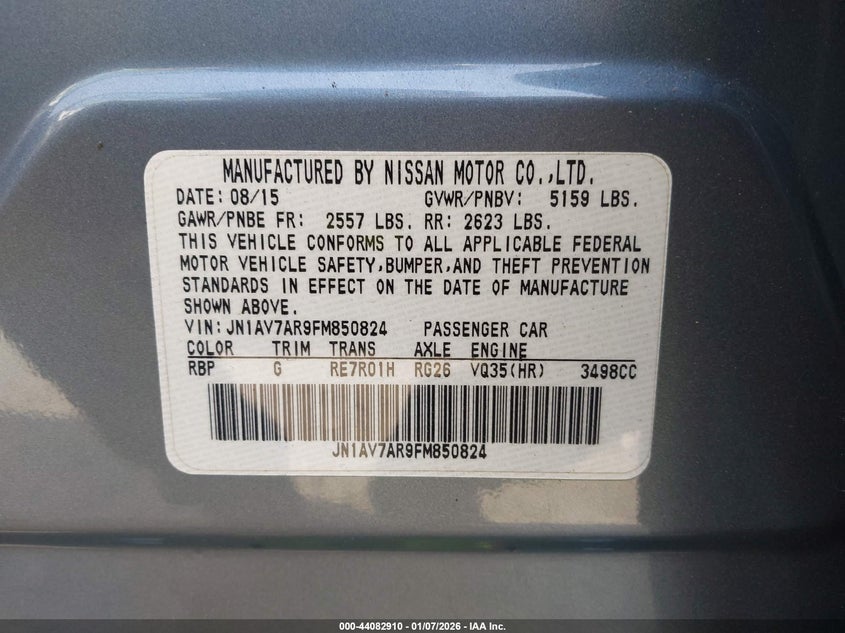 MANUFACTURED BY NISSAN MOTOR CO.,LTD.
DATE: 08/15 GVWR/PNBV: 5159 LBS.
GAWR/PNBE FR: 2557 LBS. RR: 2623 LBS.
THIS VEHICLE CONFORMS TO ALL APPLICABLE FEDERAL
MOTOR VEHICLE SAFETY,BUMPER,AND THEFT PREVENTION
STANDARDS IN EFFECT ON THE DATE OF MANUFACTURE
SHOWN ABOVE.
VIN: JN1AV7AR9FM850824 PASSENGER CAR
COLOR TRIM TRANS AXLE ENGINE
RBP G RE7R01H RG26 VQ35(HR) 3498CC
JN1AV7AR9FM850824
000-44082910 - 01/07/2026 - IAA Inc.